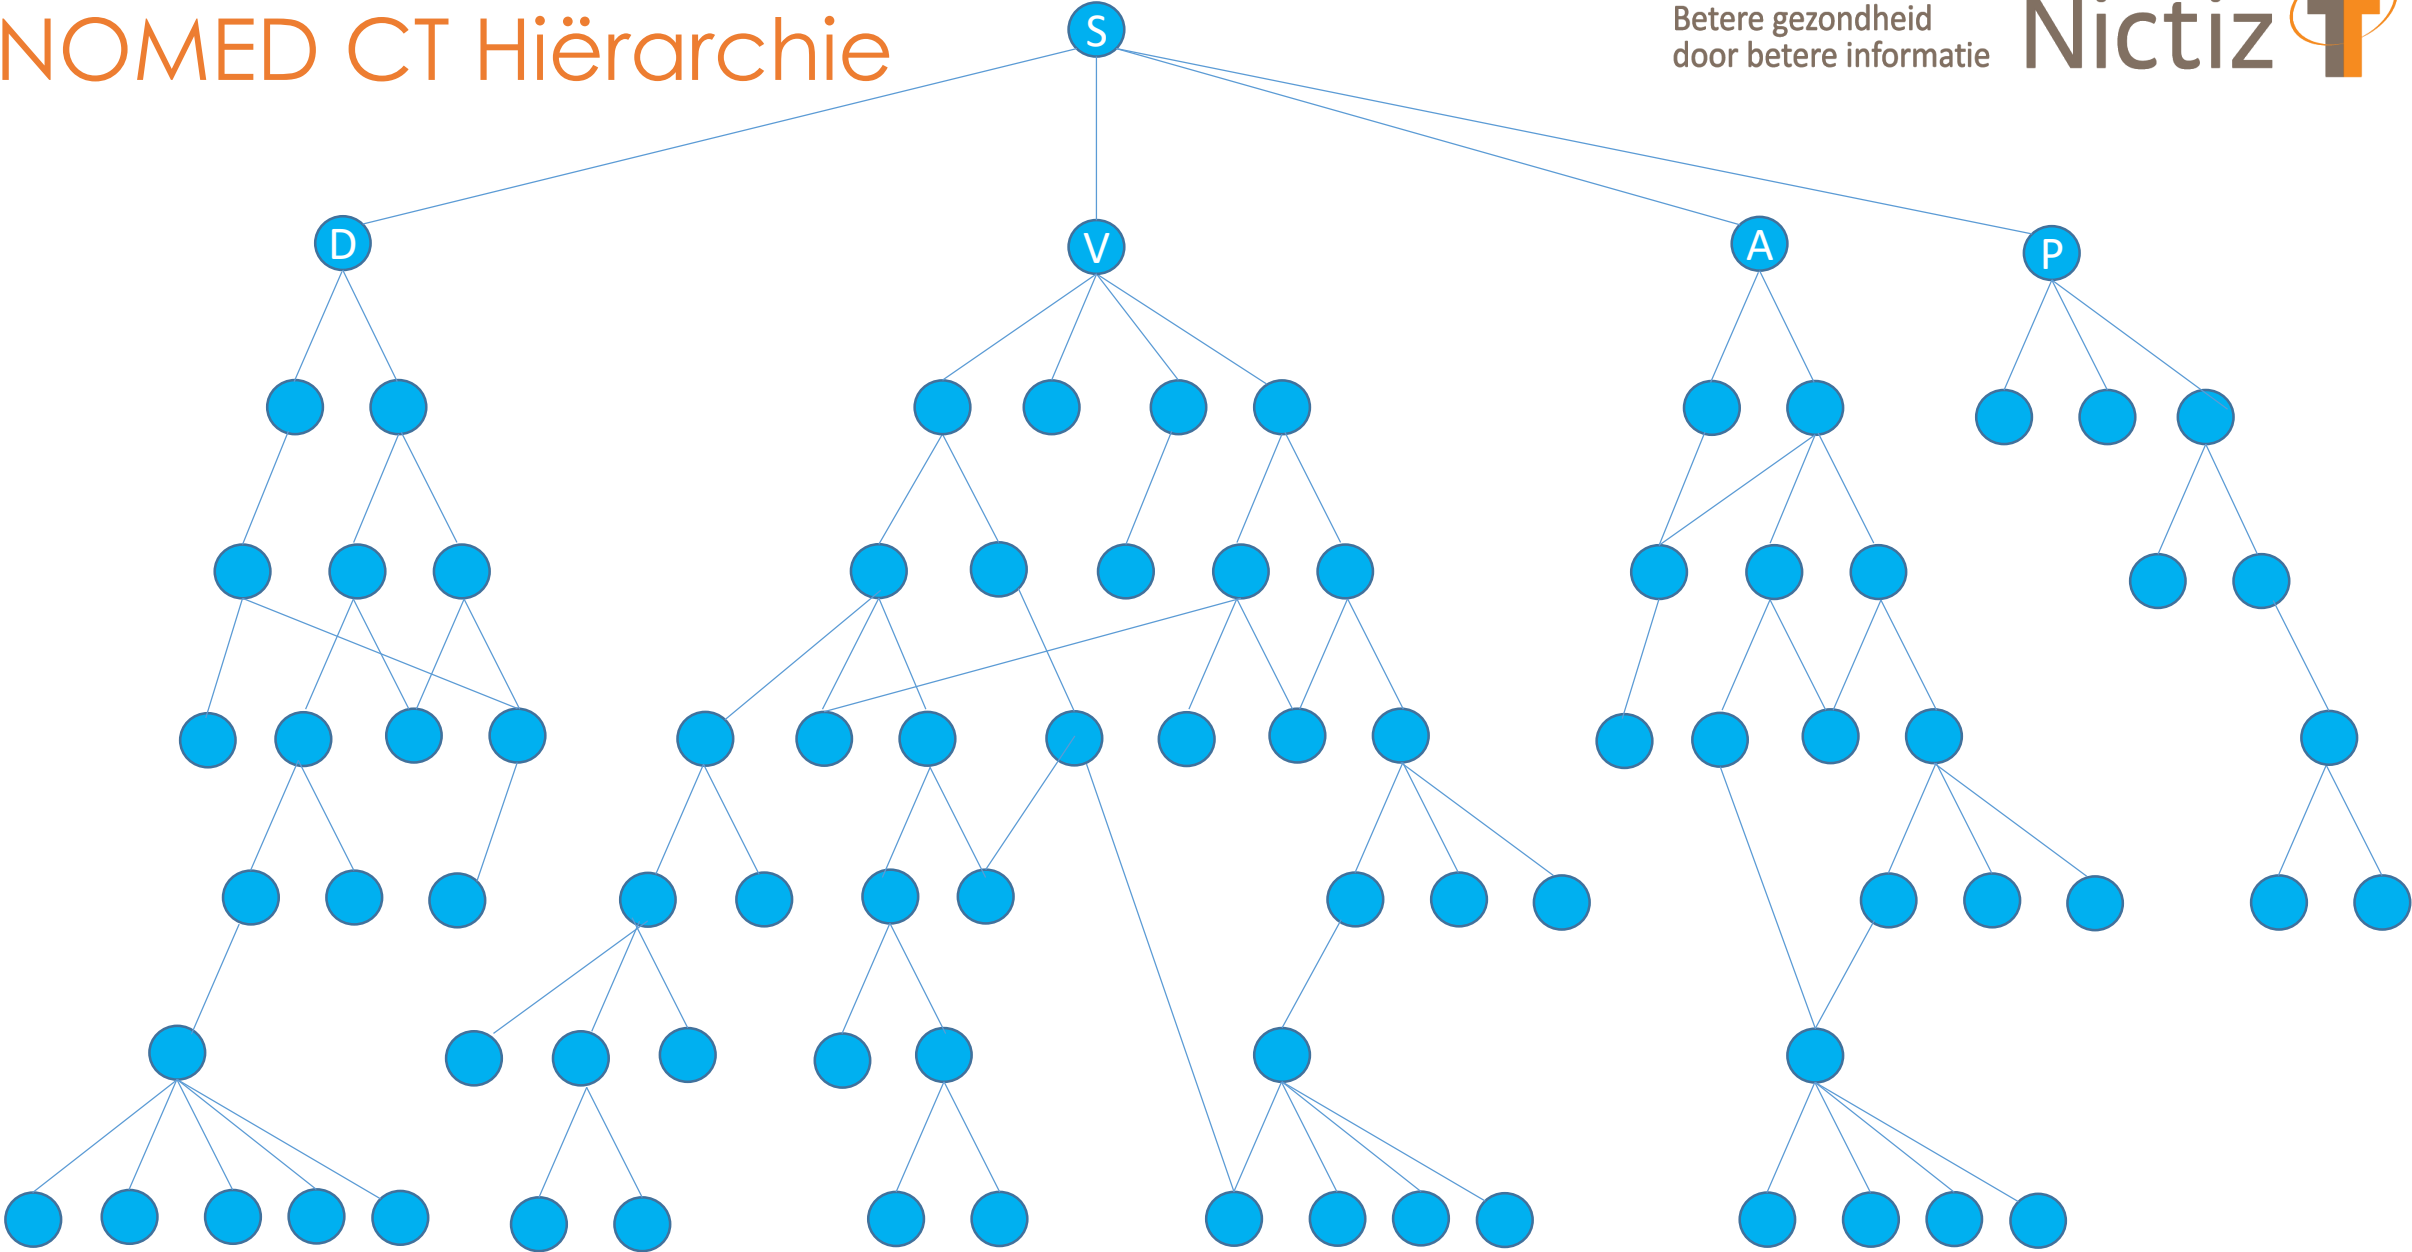 NOMED CT Hiërarchie
Betere gezondheid
door betere informatie
Nictiz
S
D
V
A
P